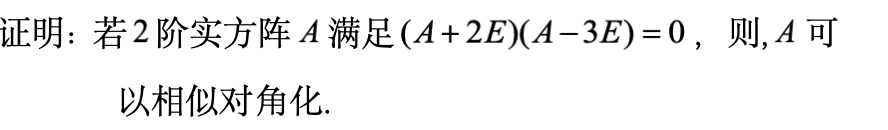 证明：若 2 阶实方阵 A 满足 (A+2E)(A−3E)=0 ， 则, A 可
以相似对角化.